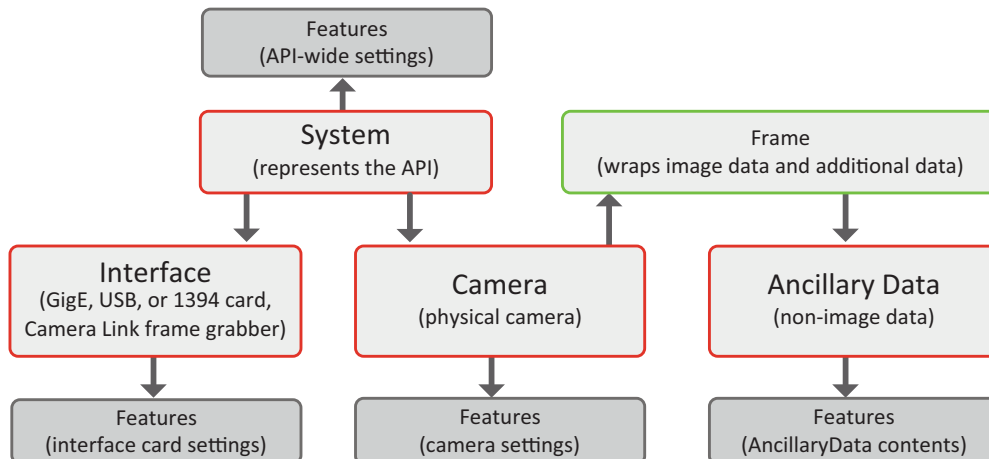 Features
(API-wide settings)
System
(represents the API)
Frame
(wraps image data and additional data)
Interface
(GigE, USB, or 1394 card,
Camera Link frame grabber)
Camera
(physical camera)
Ancillary Data
(non-image data)
Features
(interface card settings)
Features
(camera settings)
Features
(AncillaryData contents)